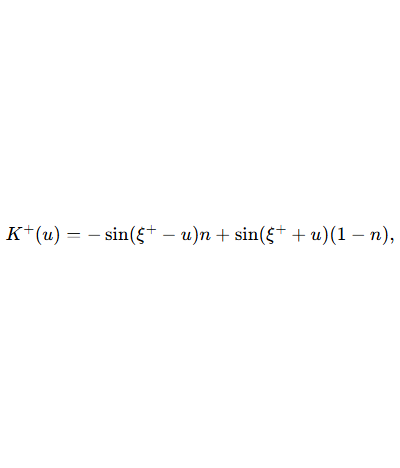 K⁺(u) = − sin(ξ⁺ − u)n + sin(ξ⁺ + u)(1 − n),